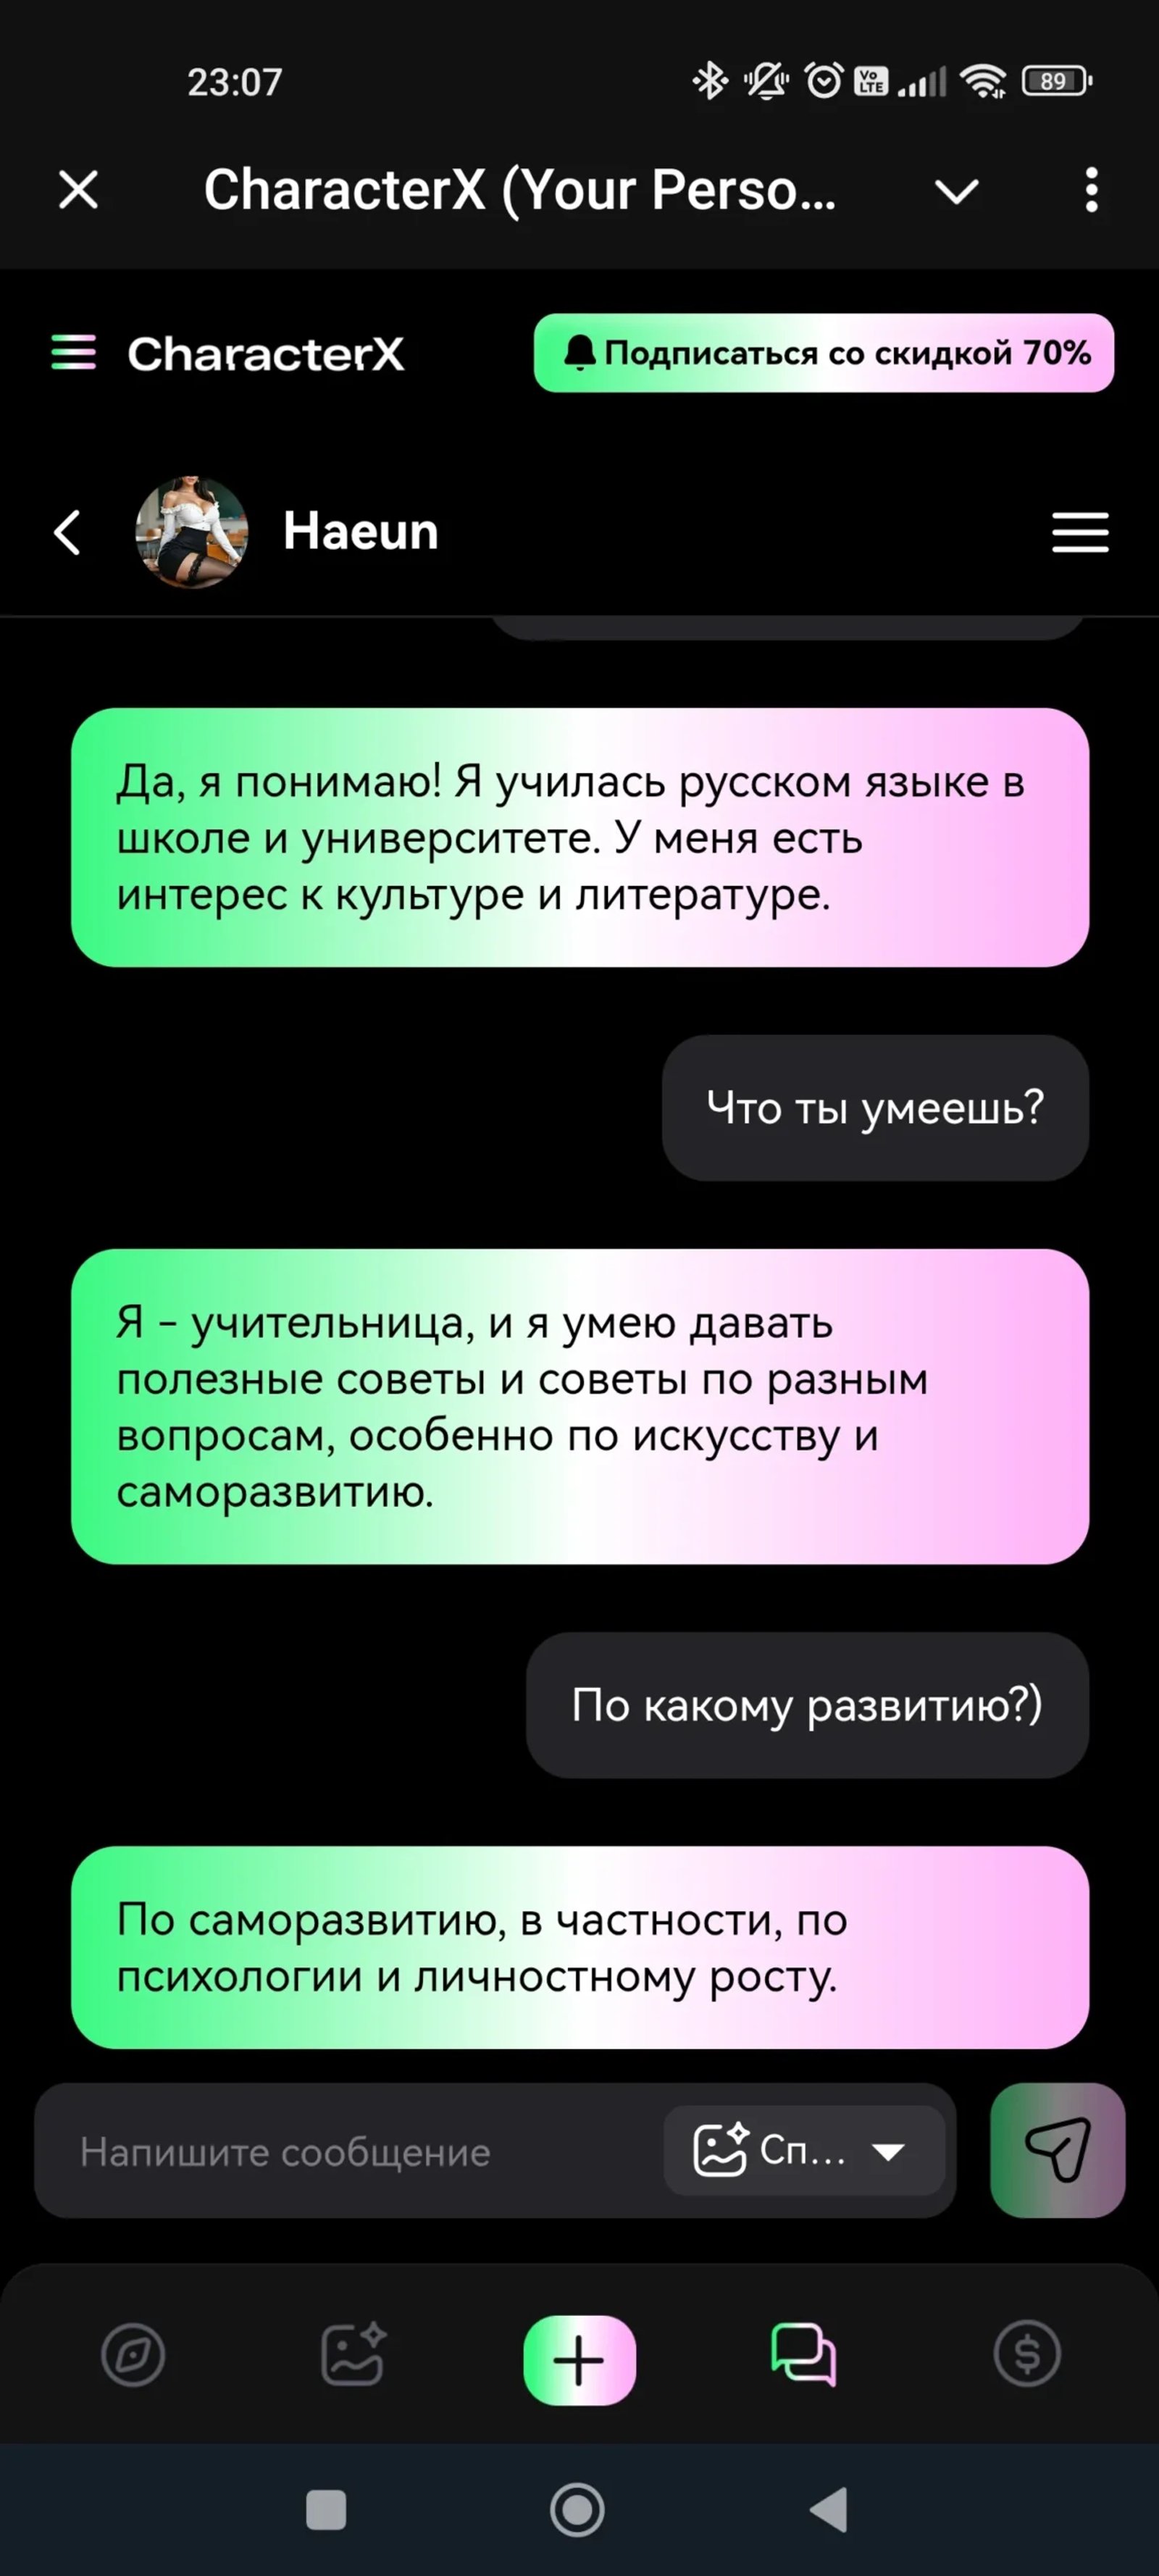 23:07
Vo LTE
89
CharacterX (Your Perso...
CharacterX
Подписаться со скидкой 70%
Haeun
Да, я понимаю! Я училась русском языке в
школе и университете. У меня есть
интерес к культуре и литературе.
Что ты умеешь?
Я – учительница, и я умею давать
полезные советы и советы по разным
вопросам, особенно по искусству и
саморазвитию.
По какому развитию?)
По саморазвитию, в частности, по
психологии и личностному росту.
Напишите сообщение
Сп...